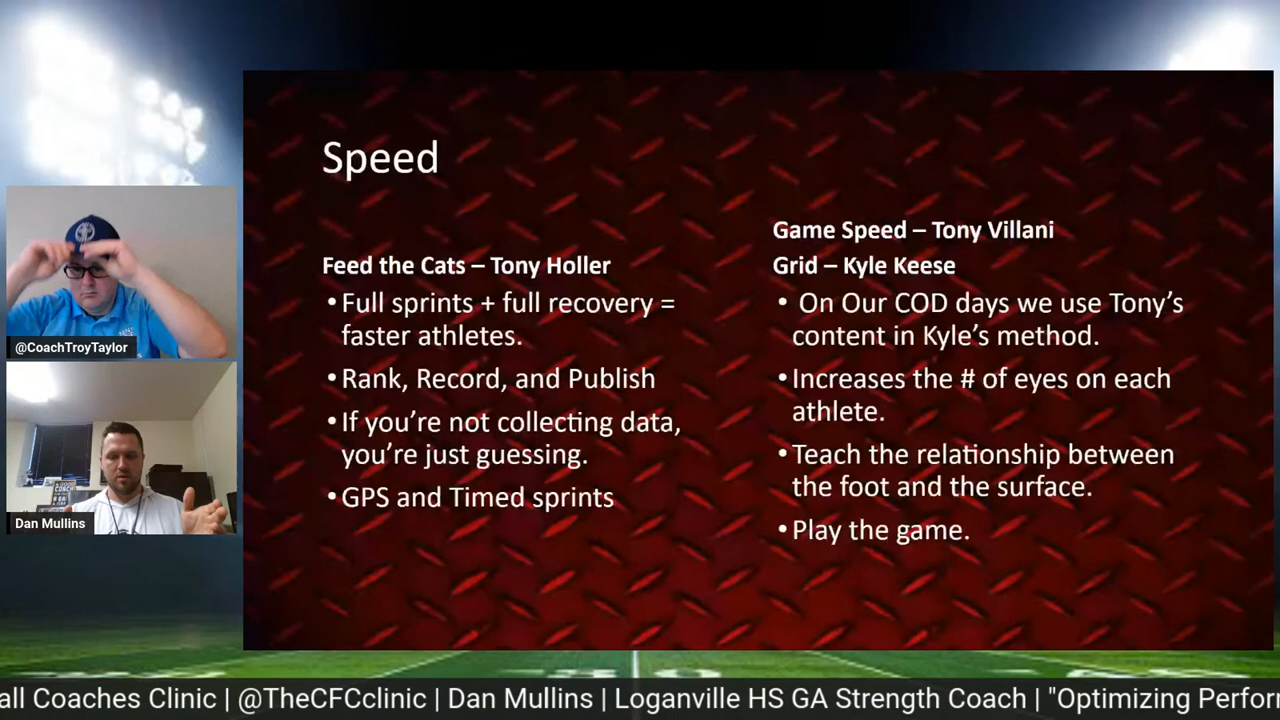 Speed
Feed the Cats – Tony Holler
•Full sprints + full recovery =
faster athletes.
•Rank, Record, and Publish
•If you're not collecting data,
you're just guessing.
•GPS and Timed sprints
Game Speed – Tony Villani
Grid – Kyle Keese
• On Our COD days we use Tony's
content in Kyle's method.
•Increases the # of eyes on each
athlete.
•Teach the relationship between
the foot and the surface.
•Play the game.
@CoachTroyTaylor
Dan Mullins
all Coaches Clinic | @TheCFCclinic | Dan Mullins | Loganville HS GA Strength Coach | "Optimizing Perfor